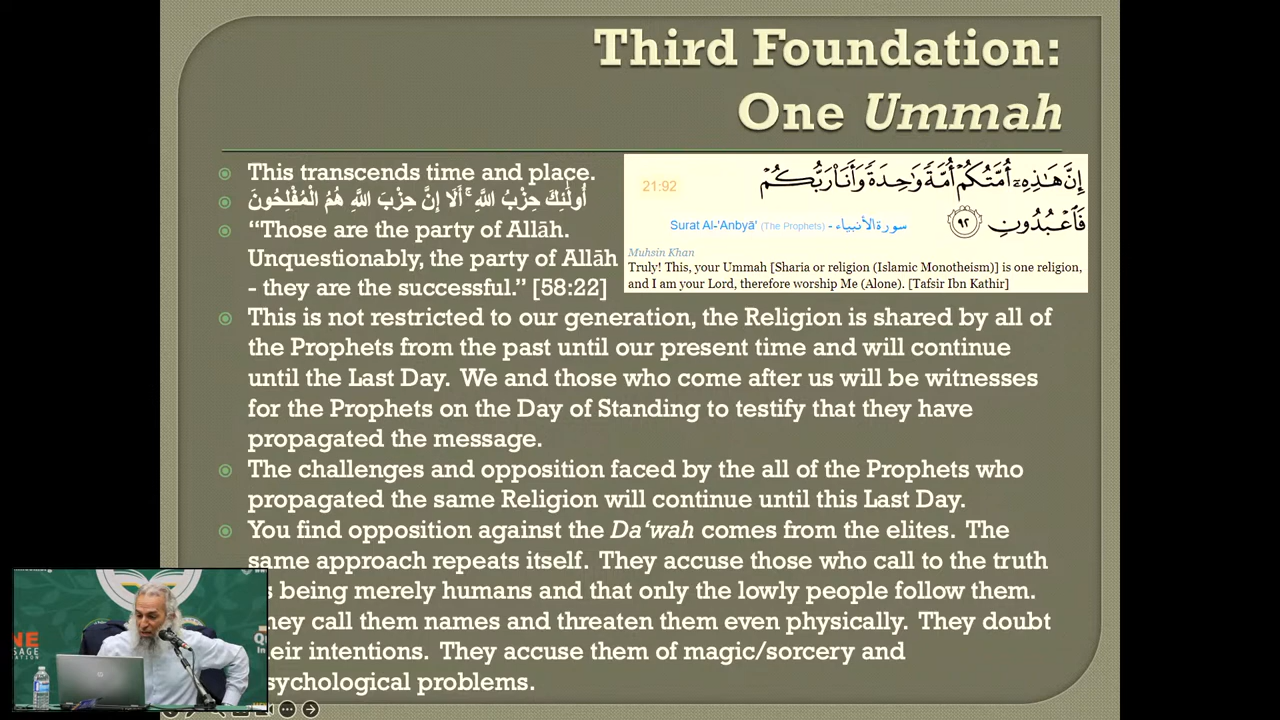 Third Foundation:
One Ummah
This transcends time and place.
أُولَٰئِكَ حِزْبُ اللَّهِ ۚ أَلَا إِنَّ حِزْبَ اللَّهِ هُمُ الْمُفْلِحُونَ
“Those are the party of Allāh.
Unquestionably, the party of Allāh
- they are the successful.” [58:22]
إِنَّ هَـٰذِهِۦٓ أُمَّتُكُمْ أُمَّةً وَٰحِدَةً وَأَنَا۠ رَبُّكُمْ
21:92
فَٱعْبُدُونِ ٩٢
Surat Al-'Anbyā' (The Prophets) - سورة الأنبياء
Muhsin Khan
Truly! This, your Ummah [Sharia or religion (Islamic Monotheism)] is one religion,
and I am your Lord, therefore worship Me (Alone). [Tafsir Ibn Kathir]
This is not restricted to our generation, the Religion is shared by all of
the Prophets from the past until our present time and will continue
until the Last Day. We and those who come after us will be witnesses
for the Prophets on the Day of Standing to testify that they have
propagated the message.
The challenges and opposition faced by the all of the Prophets who
propagated the same Religion will continue until this Last Day.
You find opposition against the Da‘wah comes from the elites. The
same approach repeats itself. They accuse those who call to the truth
being merely humans and that only the lowly people follow them.
hey call them names and threaten them even physically. They doubt
eir intentions. They accuse them of magic/sorcery and
sychological problems.